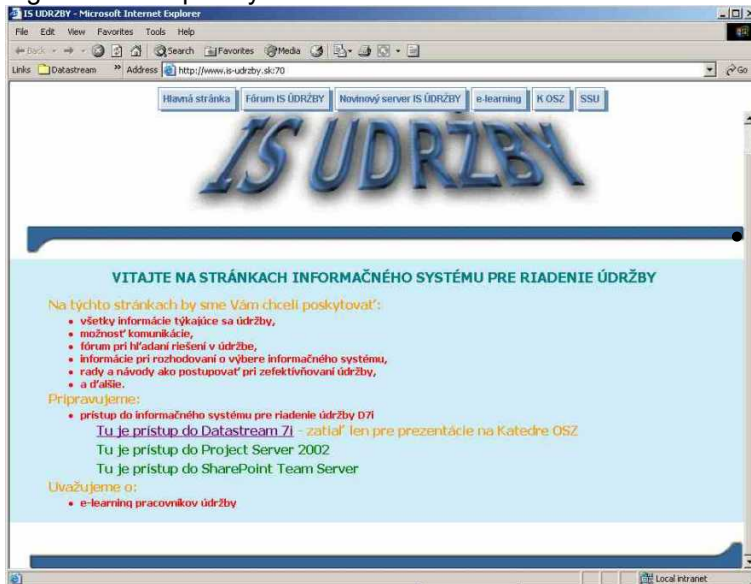 IS UDRZBY - Microsoft Internet Explorer
File Edit View Favorites Tools Help
Back Search Favorites Media
Links Datastream » Address http://www.is-udrzby.sk:70 Go
Hlavná stránka Fórum IS ÚDRŽBY Novinový server IS ÚDRŽBY e-learning K OSZ SSU
IS UDRŽBY
VITAJTE NA STRÁNKACH INFORMAČNÉHO SYSTÉMU PRE RIADENIE ÚDRŽBY
Na týchto stránkach by sme Vám chceli poskytovať:
• všetky informácie týkajúce sa údržby,
• možnosť komunikácie,
• fórum pri hľadaní riešení v údržbe,
• informácie pri rozhodovaní o výbere informačného systému,
• rady a návody ako postupovať pri zefektívňovaní údržby,
• a ďalšie.
Pripravujeme:
• prístup do informačného systému pre riadenie údržby D7i
Tu je prístup do Datastream 7i - zatiaľ len pre prezentácie na Katedre OSZ
Tu je prístup do Project Server 2002
Tu je prístup do SharePoint Team Server
Uvažujeme o:
• e-learning pracovníkov údržby
Local intranet